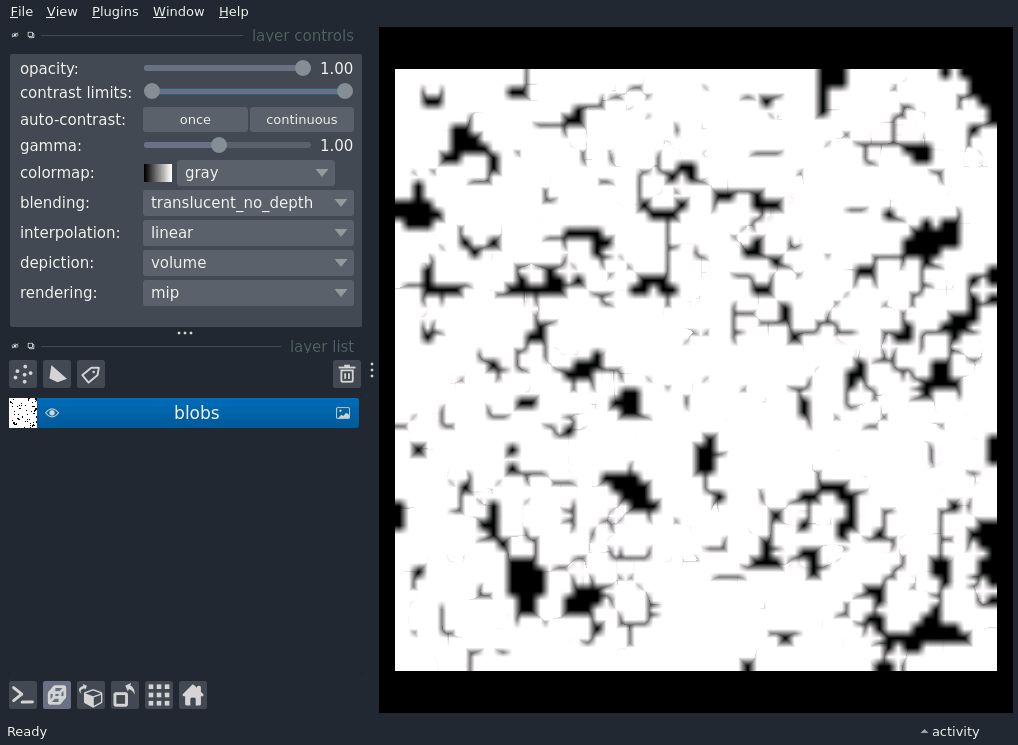 File View Plugins Window Help
layer controls
opacity: 1.00
contrast limits:
auto-contrast: once continuous
gamma: 1.00
colormap: gray
blending: translucent_no_depth
interpolation: linear
depiction: volume
rendering: mip
layer list
blobs
Ready activity